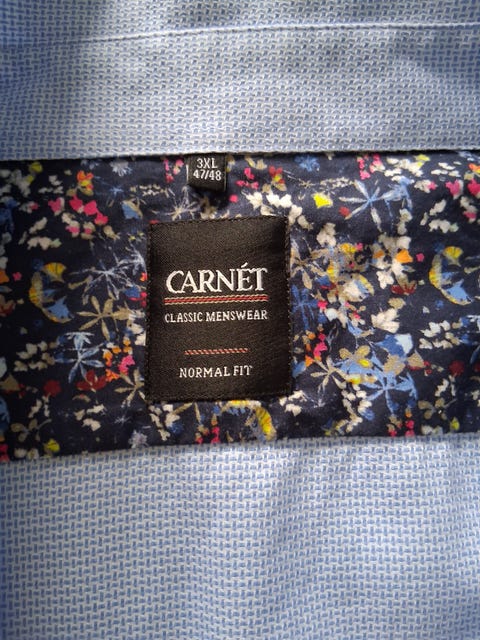 3XL
47/48
CARNÉT
CLASSIC MENSWEAR
NORMAL FIT